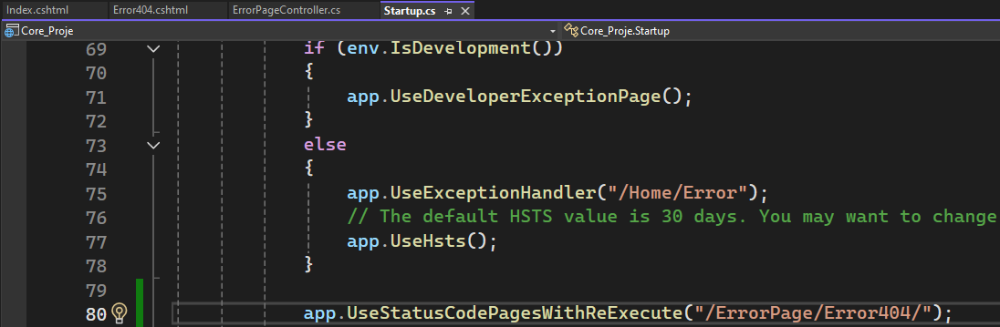 Index.cshtml Error404.cshtml ErrorPageController.cs Startup.cs
Core_Proje Core_Proje.Startup
69 if (env.IsDevelopment())
70 {
71 app.UseDeveloperExceptionPage();
72 }
73 else
74 {
75 app.UseExceptionHandler("/Home/Error");
76 // The default HSTS value is 30 days. You may want to change
77 app.UseHsts();
78 }
79
80 app.UseStatusCodePagesWithReExecute("/ErrorPage/Error404/");